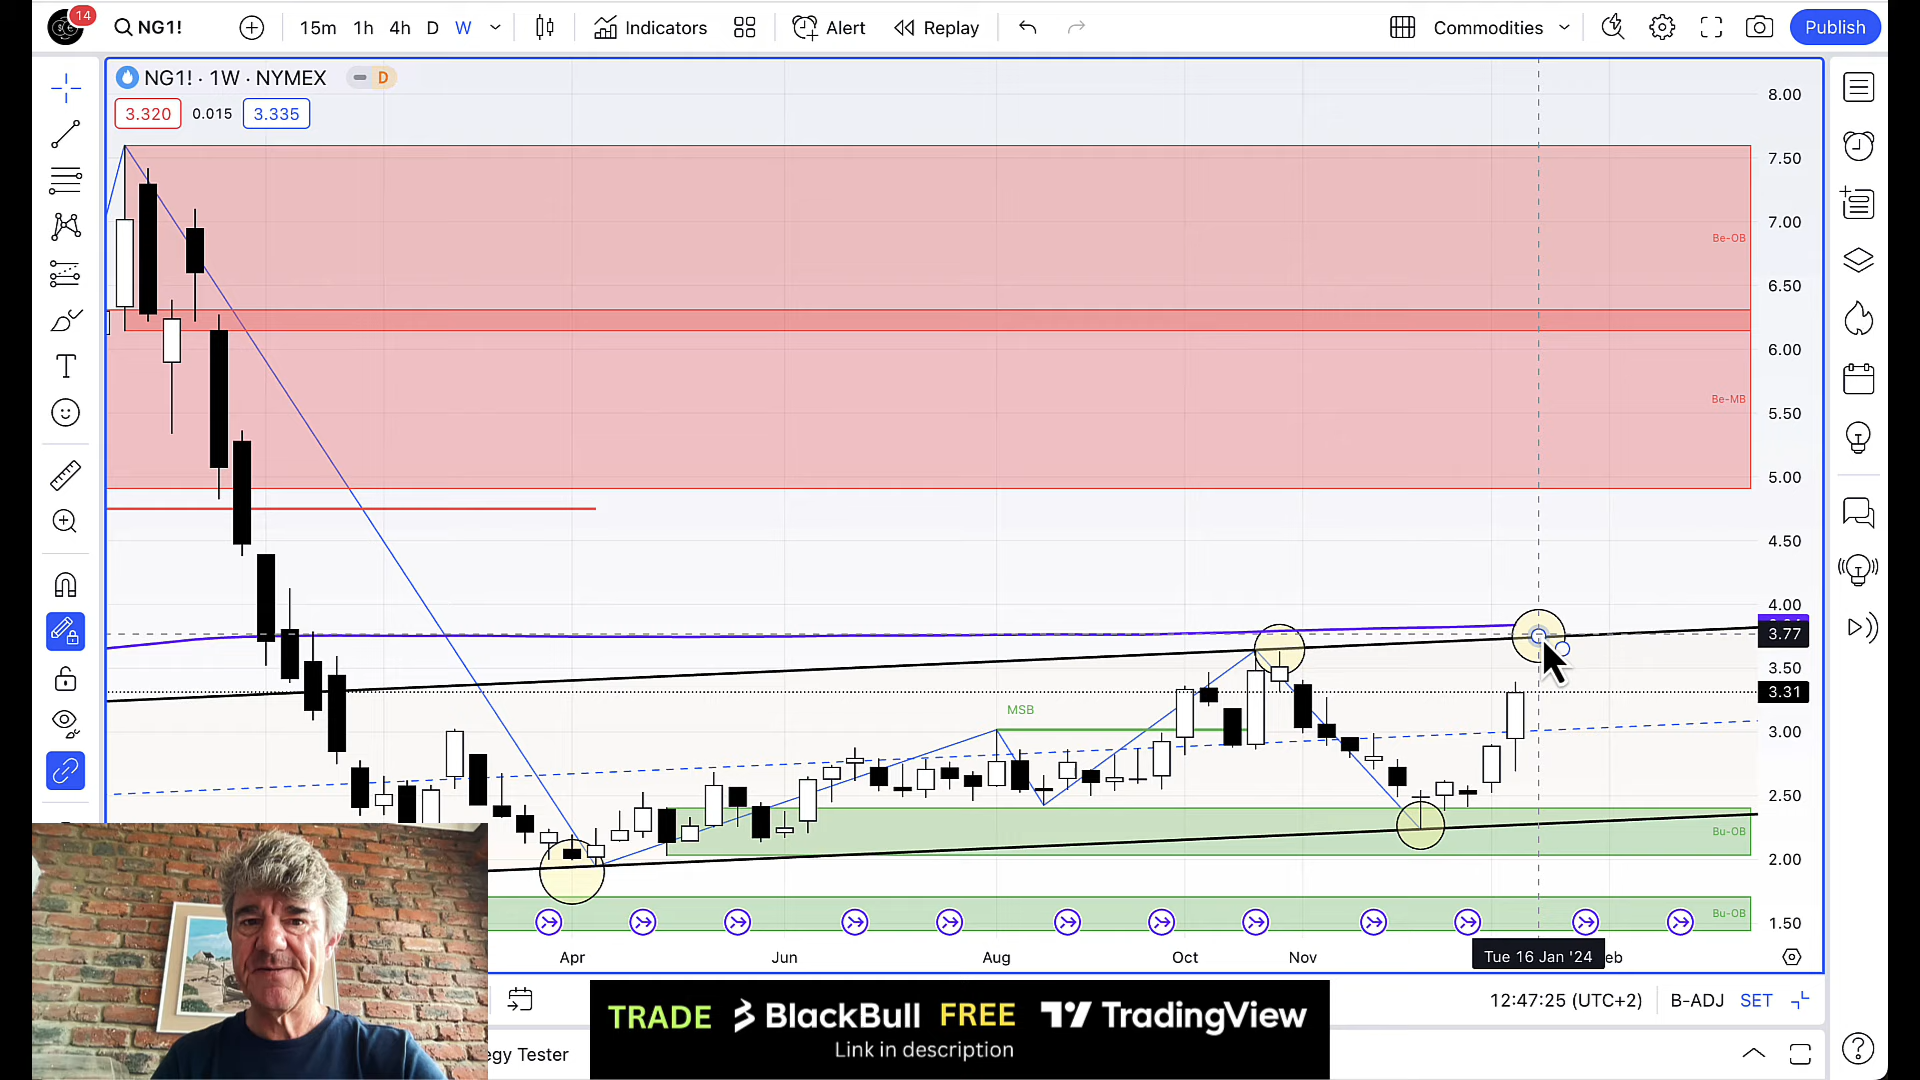 14
NG1!
15m
1h
4h
D
W
Indicators
Alert
Replay
Commodities
Publish
NG1! · 1W · NYMEX
D
3.320
0.015
3.335
8.00
7.50
7.00
Be-OB
6.50
6.00
5.50
Be-MB
5.00
4.50
4.00
3.77
3.50
3.31
MSB
3.00
2.50
Bu-OB
2.00
Bu-OB
1.50
Apr
Jun
Aug
Oct
Nov
Tue 16 Jan '24
eb
12:47:25 (UTC+2)
B-ADJ
SET
egy Tester
TRADE BlackBull FREE TradingView
Link in description